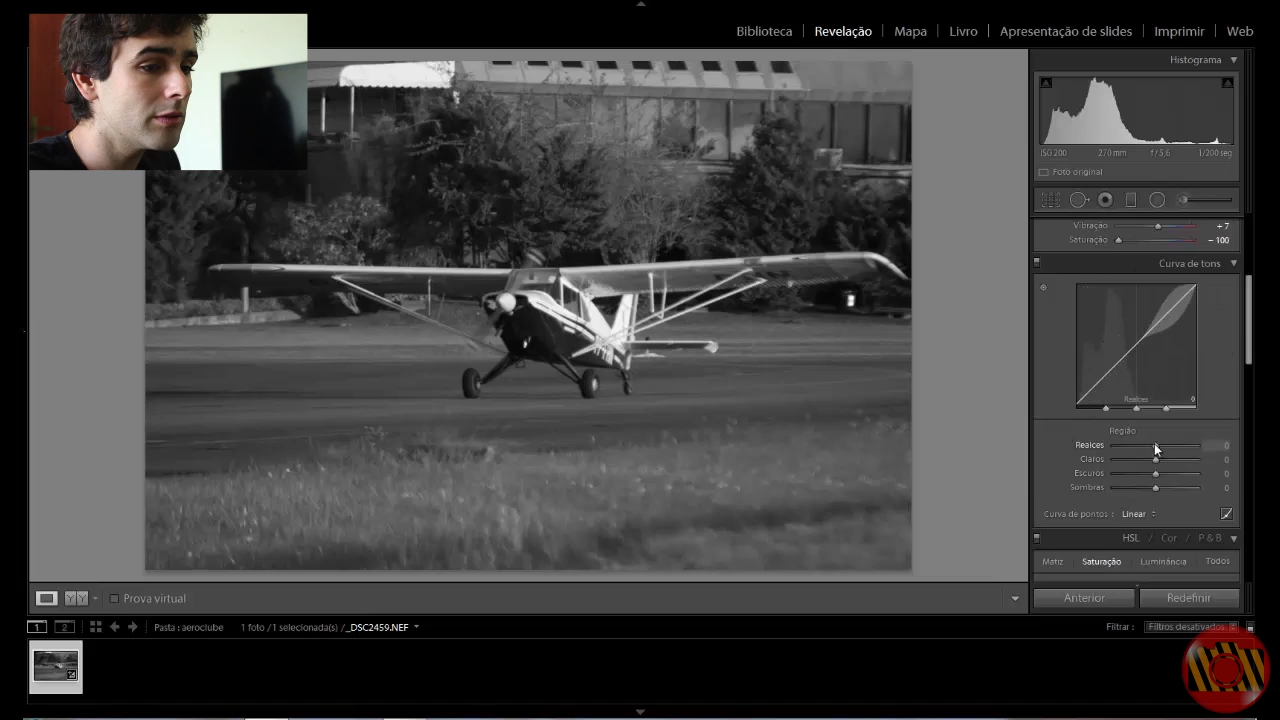 Biblioteca | Revelação | Mapa | Livro | Apresentação de slides | Imprimir | Web
Histograma
ISO 200 270 mm f / 5,6 1/200 seg
Foto original
Vibração + 7
Saturação - 100
Curva de tons
Realces 0
Região
Realces 0
Claros 0
Escuros 0
Sombras 0
Curva de pontos : Linear
HSL / Cor / P & B
Matiz Saturação Luminância Todos
Anterior Redefinir
Y Y Prova virtual
1 2 Pasta : aeroclube 1 foto /1 selecionada(s) /_DSC2459.NEF Filtrar : Filtros desativados